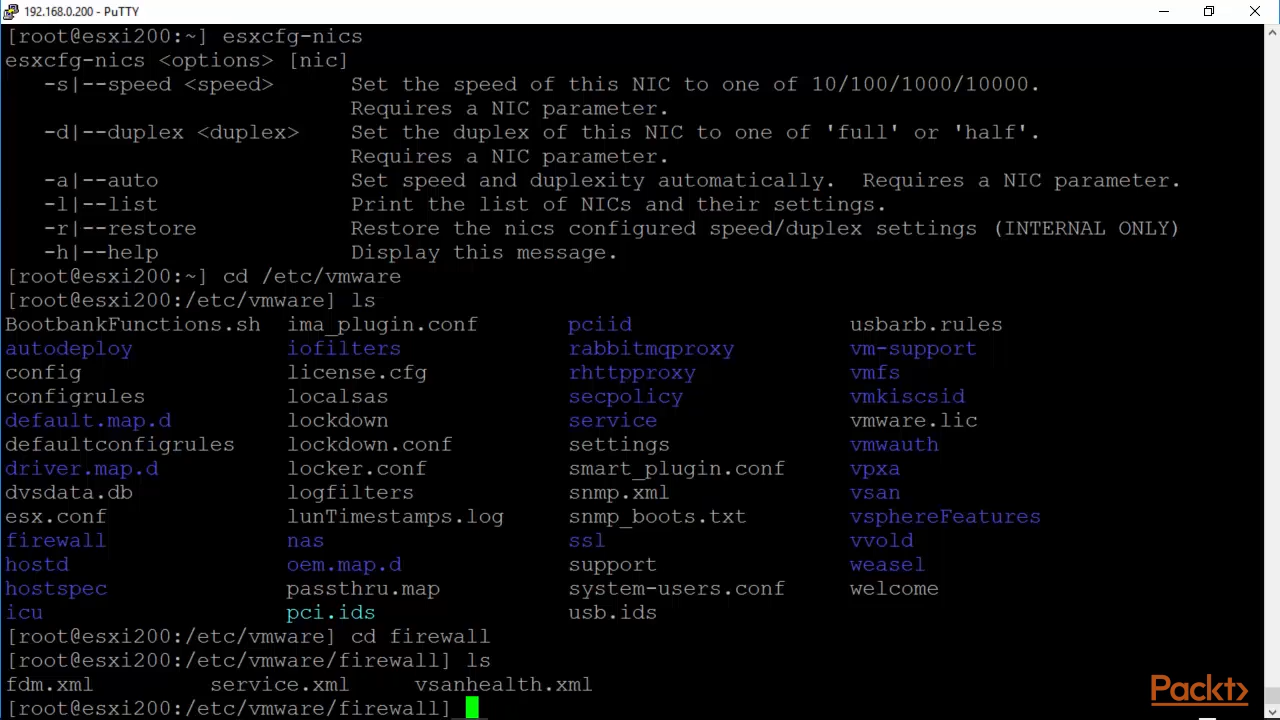 192.168.0.200 - PuTTY
[root@esxi200:~] esxcfg-nics
esxcfg-nics <options> [nic]
-s|--speed <speed> Set the speed of this NIC to one of 10/100/1000/10000.
Requires a NIC parameter.
-d|--duplex <duplex> Set the duplex of this NIC to one of 'full' or 'half'.
Requires a NIC parameter.
-a|--auto Set speed and duplexity automatically. Requires a NIC parameter.
-l|--list Print the list of NICs and their settings.
-r|--restore Restore the nics configured speed/duplex settings (INTERNAL ONLY)
-h|--help Display this message.
[root@esxi200:~] cd /etc/vmware
[root@esxi200:/etc/vmware] ls
BootbankFunctions.sh ima_plugin.conf pciid usbarb.rules
autodeploy iofilters rabbitmqproxy vm-support
config license.cfg rhttpproxy vmfs
configrules localsas secpolicy vmkiscsid
default.map.d lockdown service vmware.lic
defaultconfigrules lockdown.conf settings vmwauth
driver.map.d locker.conf smart_plugin.conf vpxa
dvsdata.db logfilters snmp.xml vsan
esx.conf lunTimestamps.log snmp_boots.txt vsphereFeatures
firewall nas ssl vvold
hostd oem.map.d support weasel
hostspec passthru.map system-users.conf welcome
icu pci.ids usb.ids
[root@esxi200:/etc/vmware] cd firewall
[root@esxi200:/etc/vmware/firewall] ls
fdm.xml service.xml vsanhealth.xml
[root@esxi200:/etc/vmware/firewall]
Packt>